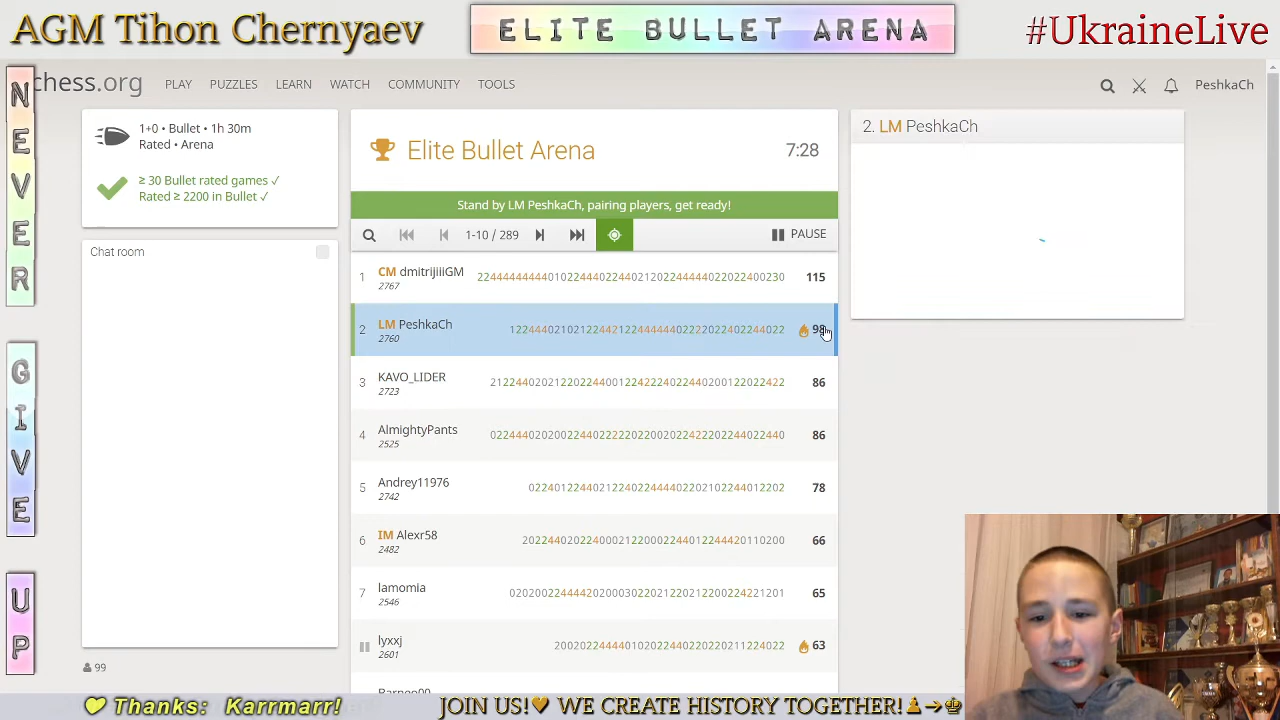 AGM Tihon Chernyaev
ELITE BULLET ARENA
#UkraineLive
NEVER
GIVE
UP
chess.org
PLAY
PUZZLES
LEARN
WATCH
COMMUNITY
TOOLS
PeshkaCh
1+0 • Bullet • 1h 30m
Rated • Arena
≥ 30 Bullet rated games ✓
Rated ≥ 2200 in Bullet ✓
Chat room
99
Elite Bullet Arena
7:28
Stand by LM PeshkaCh, pairing players, get ready!
1-10 / 289
PAUSE
1 CM dmitrijiiiGM 115
2767
2 LM PeshkaCh 98
2760
3 KAVO_LIDER 86
2723
4 AlmightyPants 86
2525
5 Andrey11976 78
2742
6 IM Alexr58 66
2482
7 lamomia 65
2546
lyxxj 63
2601
2. LM PeshkaCh
Thanks: Karrmarr!
JOIN US! WE CREATE HISTORY TOGETHER!